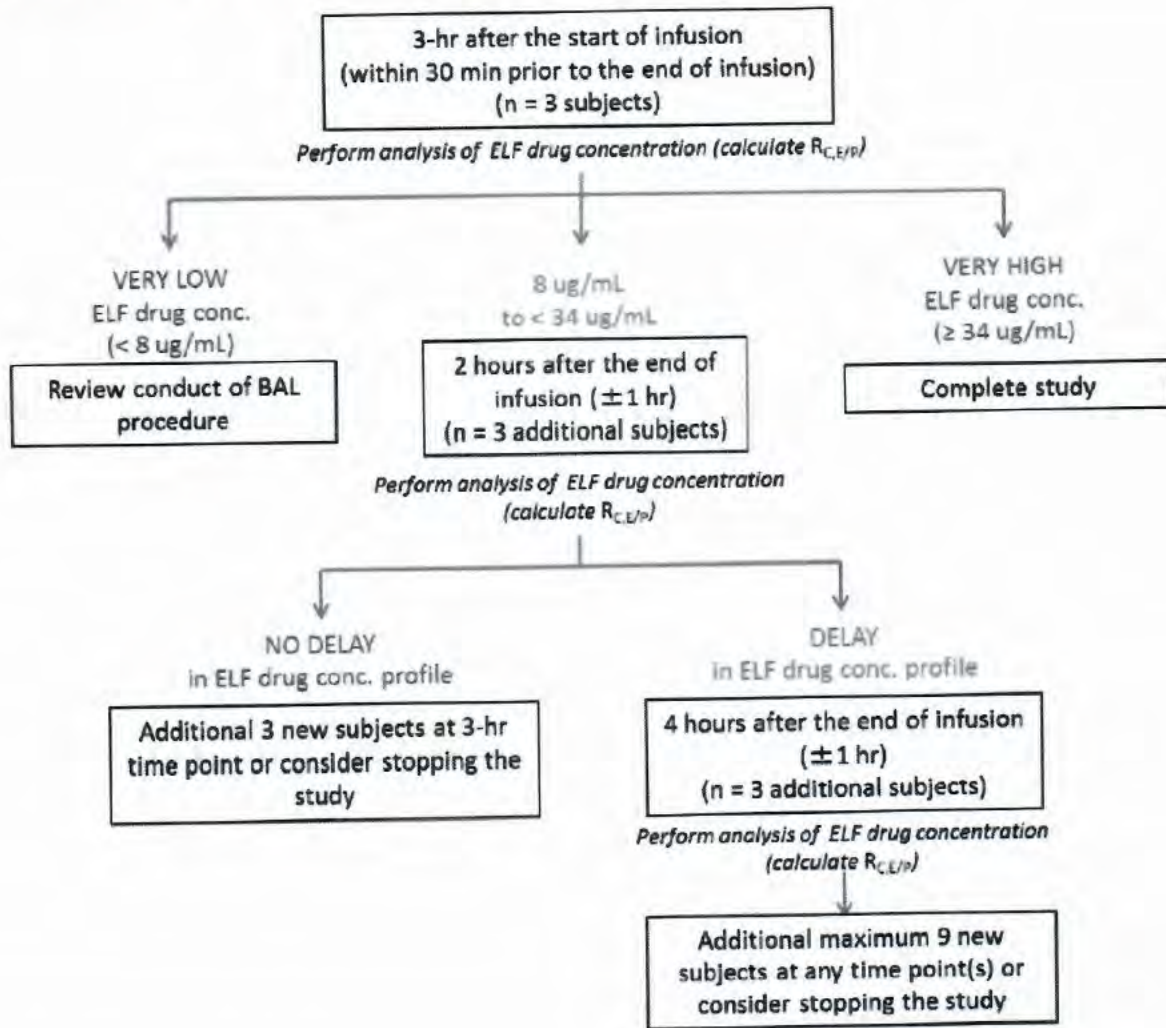 3-hr after the start of infusion
(within 30 min prior to the end of infusion)
(n = 3 subjects)
Perform analysis of ELF drug concentration (calculate RC,E/P)
VERY LOW
ELF drug conc.
(< 8 ug/mL)
Review conduct of BAL
procedure
8 ug/mL
to < 34 ug/mL
2 hours after the end of
infusion (±1 hr)
(n = 3 additional subjects)
VERY HIGH
ELF drug conc.
(≥ 34 ug/mL)
Complete study
Perform analysis of ELF drug concentration
(calculate RC,E/P)
NO DELAY
in ELF drug conc. profile
Additional 3 new subjects at 3-hr
time point or consider stopping the
study
DELAY
in ELF drug conc. profile
4 hours after the end of infusion
(±1 hr)
(n = 3 additional subjects)
Perform analysis of ELF drug concentration
(calculate RC,E/P)
Additional maximum 9 new
subjects at any time point(s) or
consider stopping the study